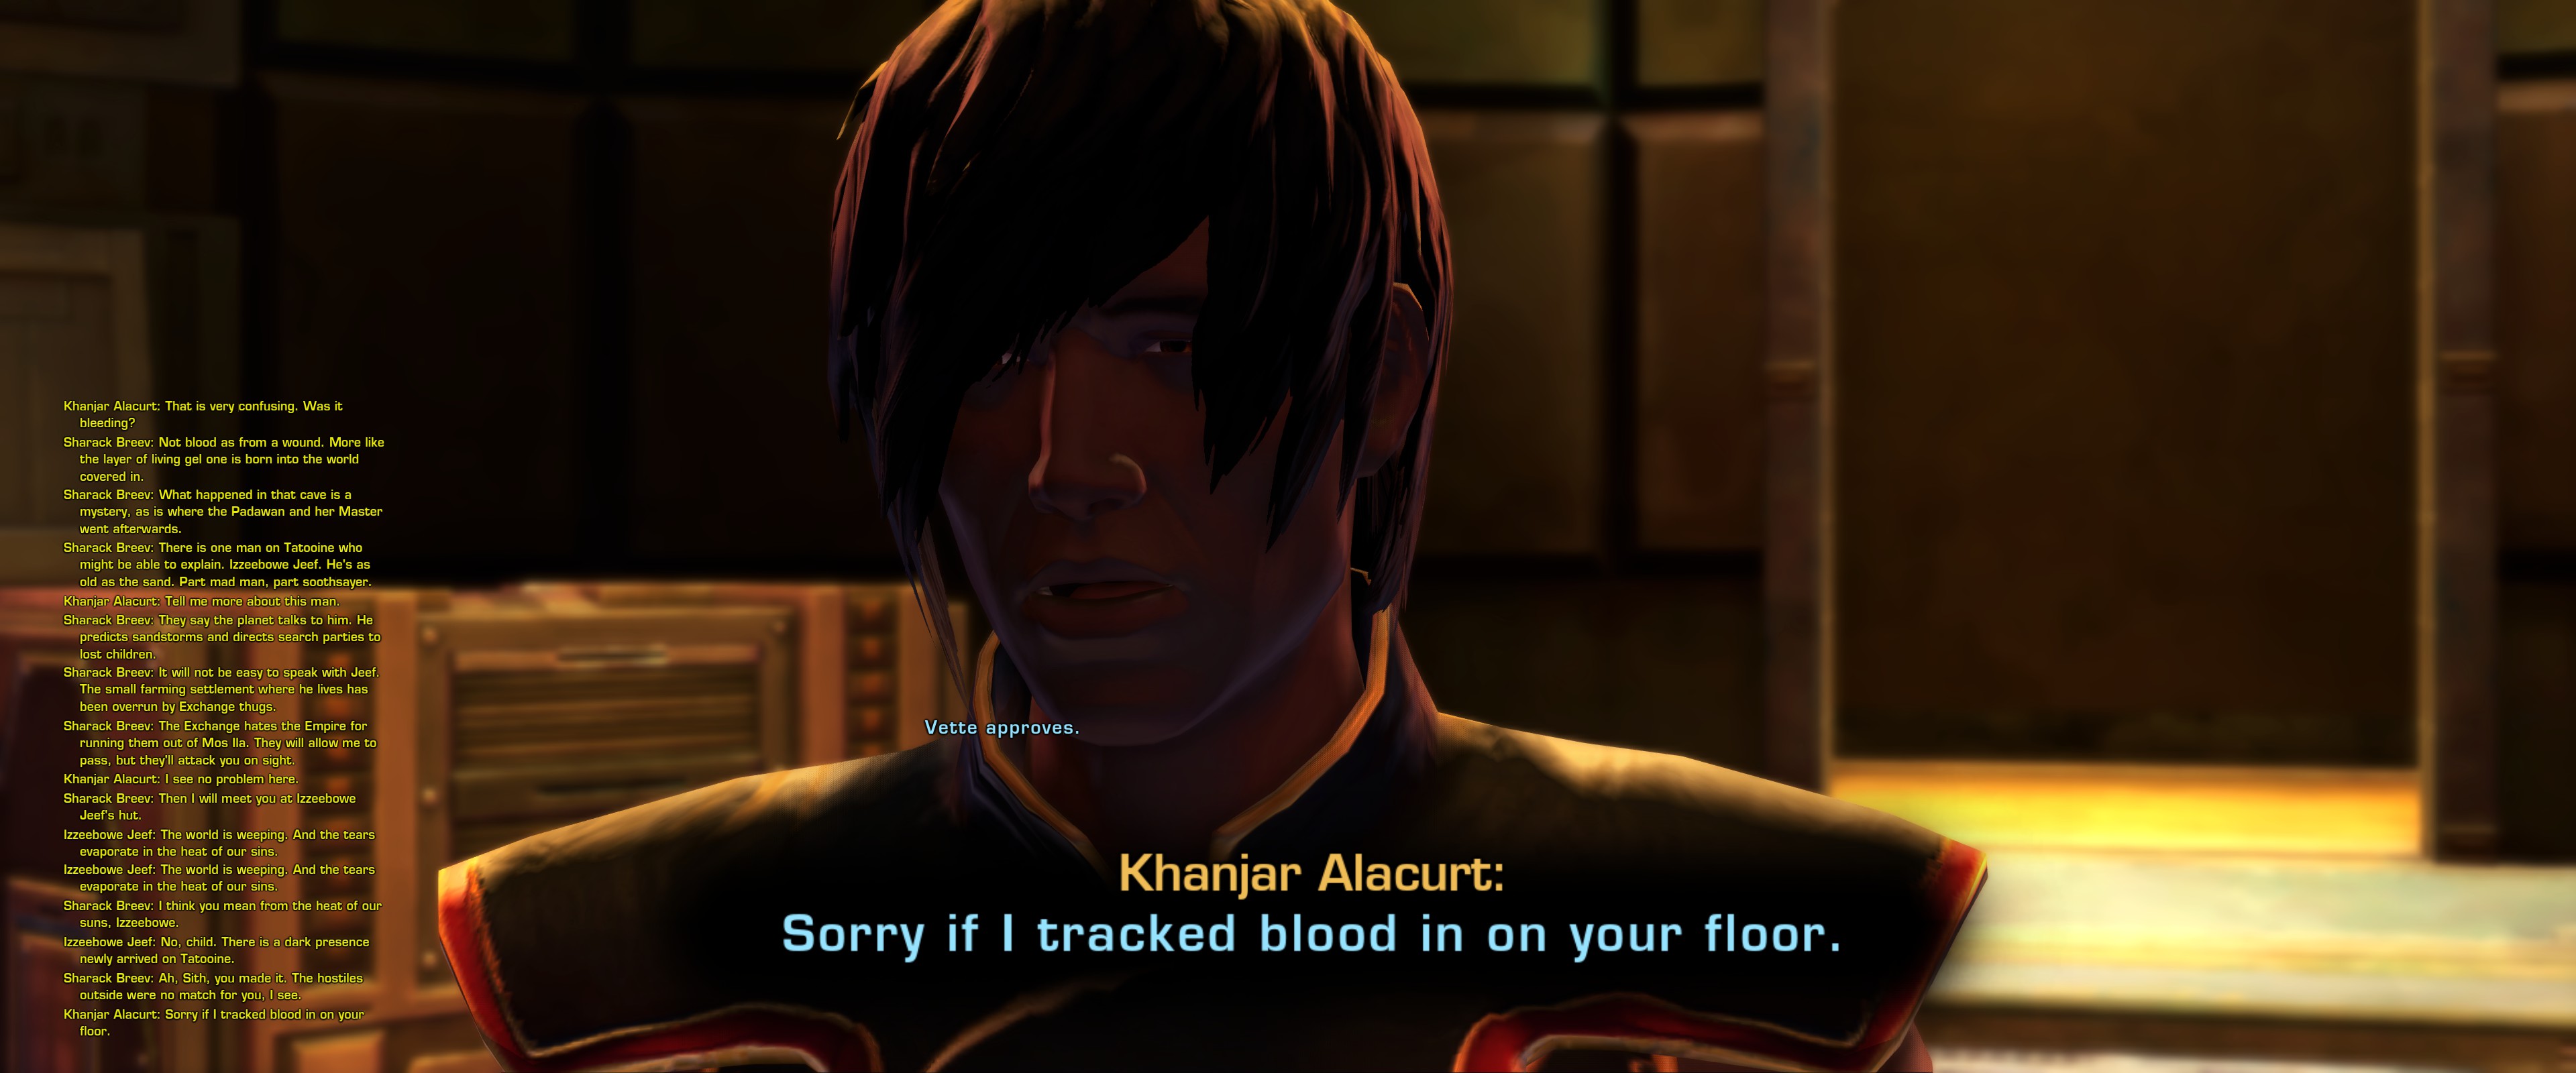 Khanjar Alacurt: That is very confusing. Was it
bleeding?
Sharack Breev: Not blood as from a wound. More like
the layer of living gel one is born into the world
covered in.
Sharack Breev: What happened in that cave is a
mystery, as is where the Padawan and her Master
went afterwards.
Sharack Breev: There is one man on Tatooine who
might be able to explain. Izzeebowe Jeef. He's as
old as the sand. Part mad man, part soothsayer.
Khanjar Alacurt: Tell me more about this man.
Sharack Breev: They say the planet talks to him. He
predicts sandstorms and directs search parties to
lost children.
Sharack Breev: It will not be easy to speak with Jeef.
The small farming settlement where he lives has
been overrun by Exchange thugs.
Sharack Breev: The Exchange hates the Empire for
running them out of Mos Ila. They will allow me to
pass, but they'll attack you on sight.
Khanjar Alacurt: I see no problem here.
Sharack Breev: Then I will meet you at Izzeebowe
Jeef's hut.
Izzeebowe Jeef: The world is weeping. And the tears
evaporate in the heat of our sins.
Izzeebowe Jeef: The world is weeping. And the tears
evaporate in the heat of our sins.
Sharack Breev: I think you mean from the heat of our
suns, Izzeebowe.
Izzeebowe Jeef: No, child. There is a dark presence
newly arrived on Tatooine.
Sharack Breev: Ah, Sith, you made it. The hostiles
outside were no match for you, I see.
Khanjar Alacurt: Sorry if I tracked blood in on your
floor.
Vette approves.
Khanjar Alacurt:
Sorry if I tracked blood in on your floor.